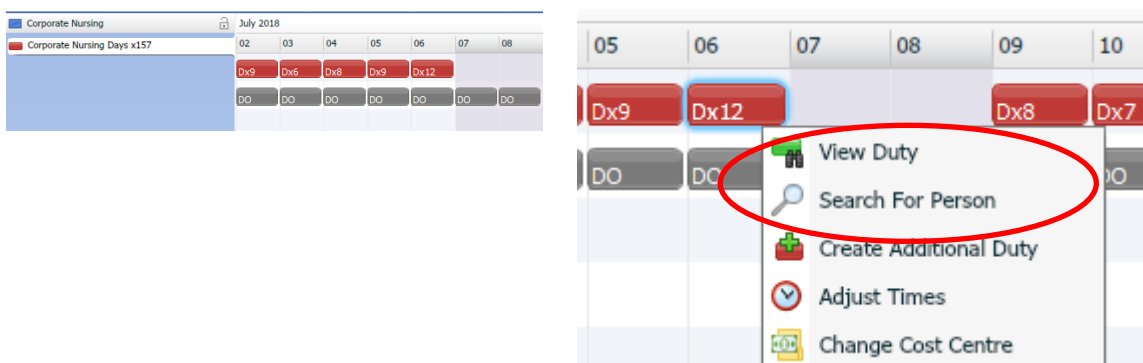 Corporate Nursing July 2018
Corporate Nursing Days x157 02 03 04 05 06 07 08
Dx9 Dx6 Dx8 Dx9 Dx12
DO DO DO DO DO DO DO
05 06 07 08 09 10
Dx9 Dx12 Dx8 Dx7
DO DO DO
View Duty
Search For Person
Create Additional Duty
Adjust Times
Change Cost Centre